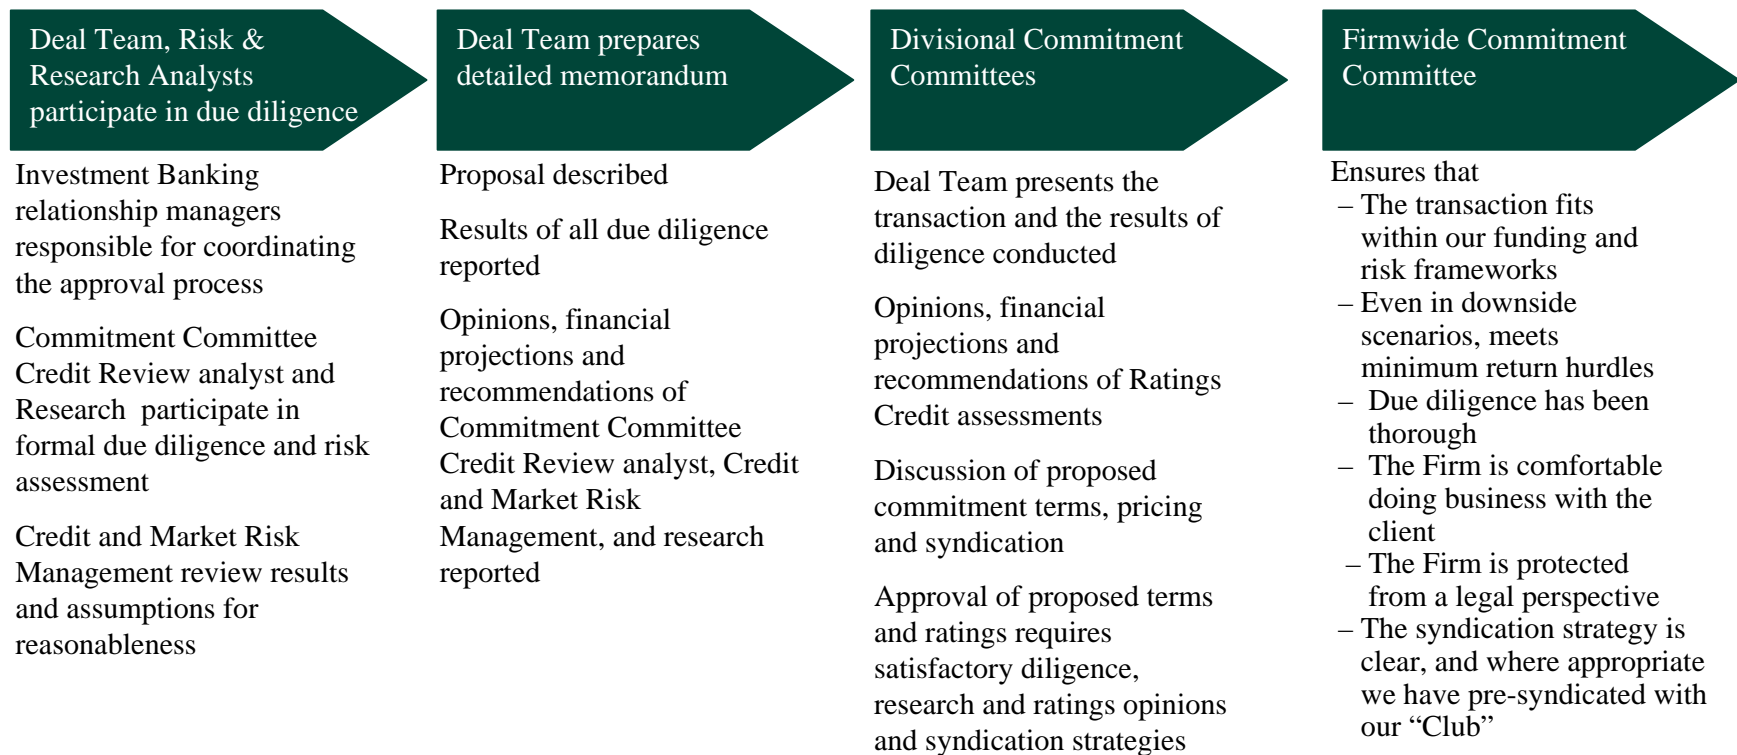 Deal Team, Risk &
Research Analysts
participate in due diligence
Investment Banking
relationship managers
responsible for coordinating
the approval process
Commitment Committee
Credit Review analyst and
Research participate in
formal due diligence and risk
assessment
Credit and Market Risk
Management review results
and assumptions for
reasonableness
Deal Team prepares
detailed memorandum
Proposal described
Results of all due diligence
reported
Opinions, financial
projections and
recommendations of
Commitment Committee
Credit Review analyst, Credit
and Market Risk
Management, and research
reported
Divisional Commitment
Committees
Deal Team presents the
transaction and the results of
diligence conducted
Opinions, financial
projections and
recommendations of Ratings
Credit assessments
Discussion of proposed
commitment terms, pricing
and syndication
Approval of proposed terms
and ratings requires
satisfactory diligence,
research and ratings opinions
and syndication strategies
Firmwide Commitment
Committee
Ensures that
– The transaction fits
within our funding and
risk frameworks
– Even in downside
scenarios, meets
minimum return hurdles
– Due diligence has been
thorough
– The Firm is comfortable
doing business with the
client
– The Firm is protected
from a legal perspective
– The syndication strategy is
clear, and where appropriate
we have pre-syndicated with
our “Club”